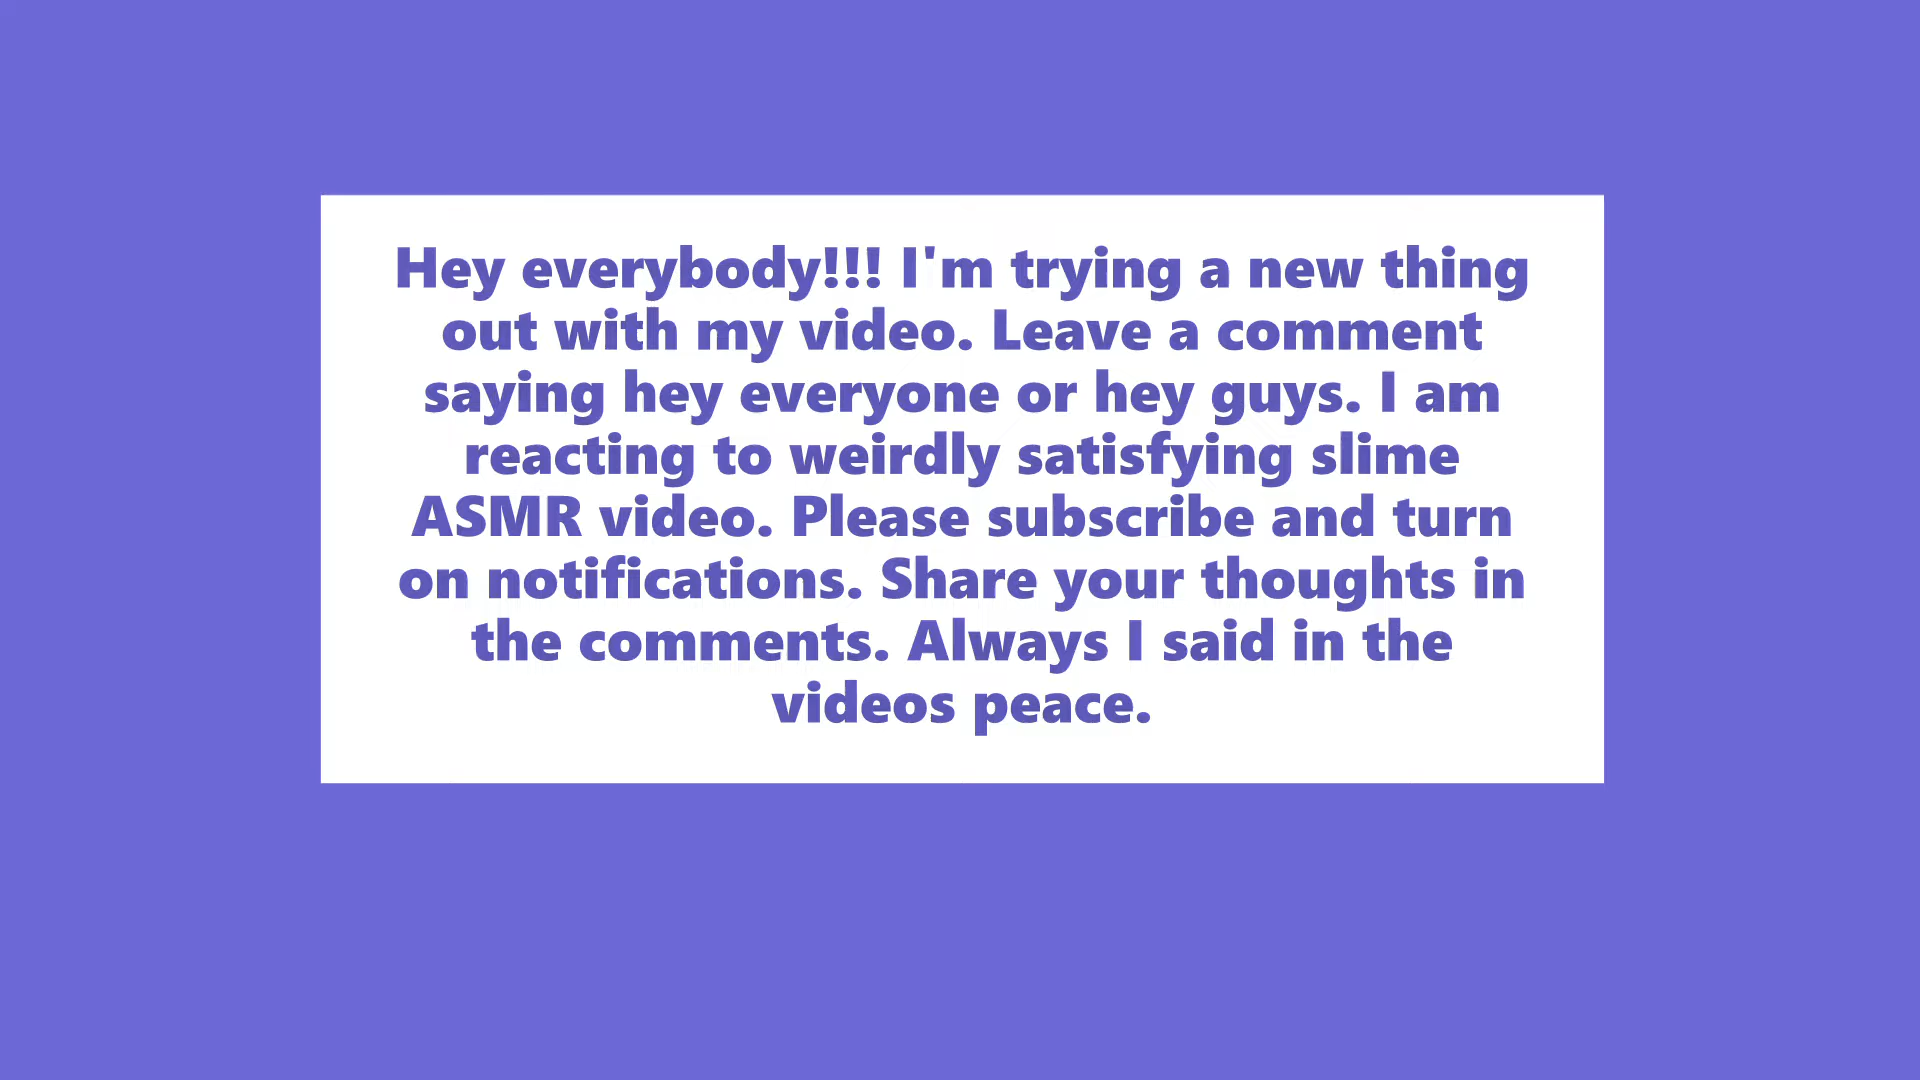 Hey everybody!!! I'm trying a new thing
out with my video. Leave a comment
saying hey everyone or hey guys. I am
reacting to weirdly satisfying slime
ASMR video. Please subscribe and turn
on notifications. Share your thoughts in
the comments. Always I said in the
videos peace.